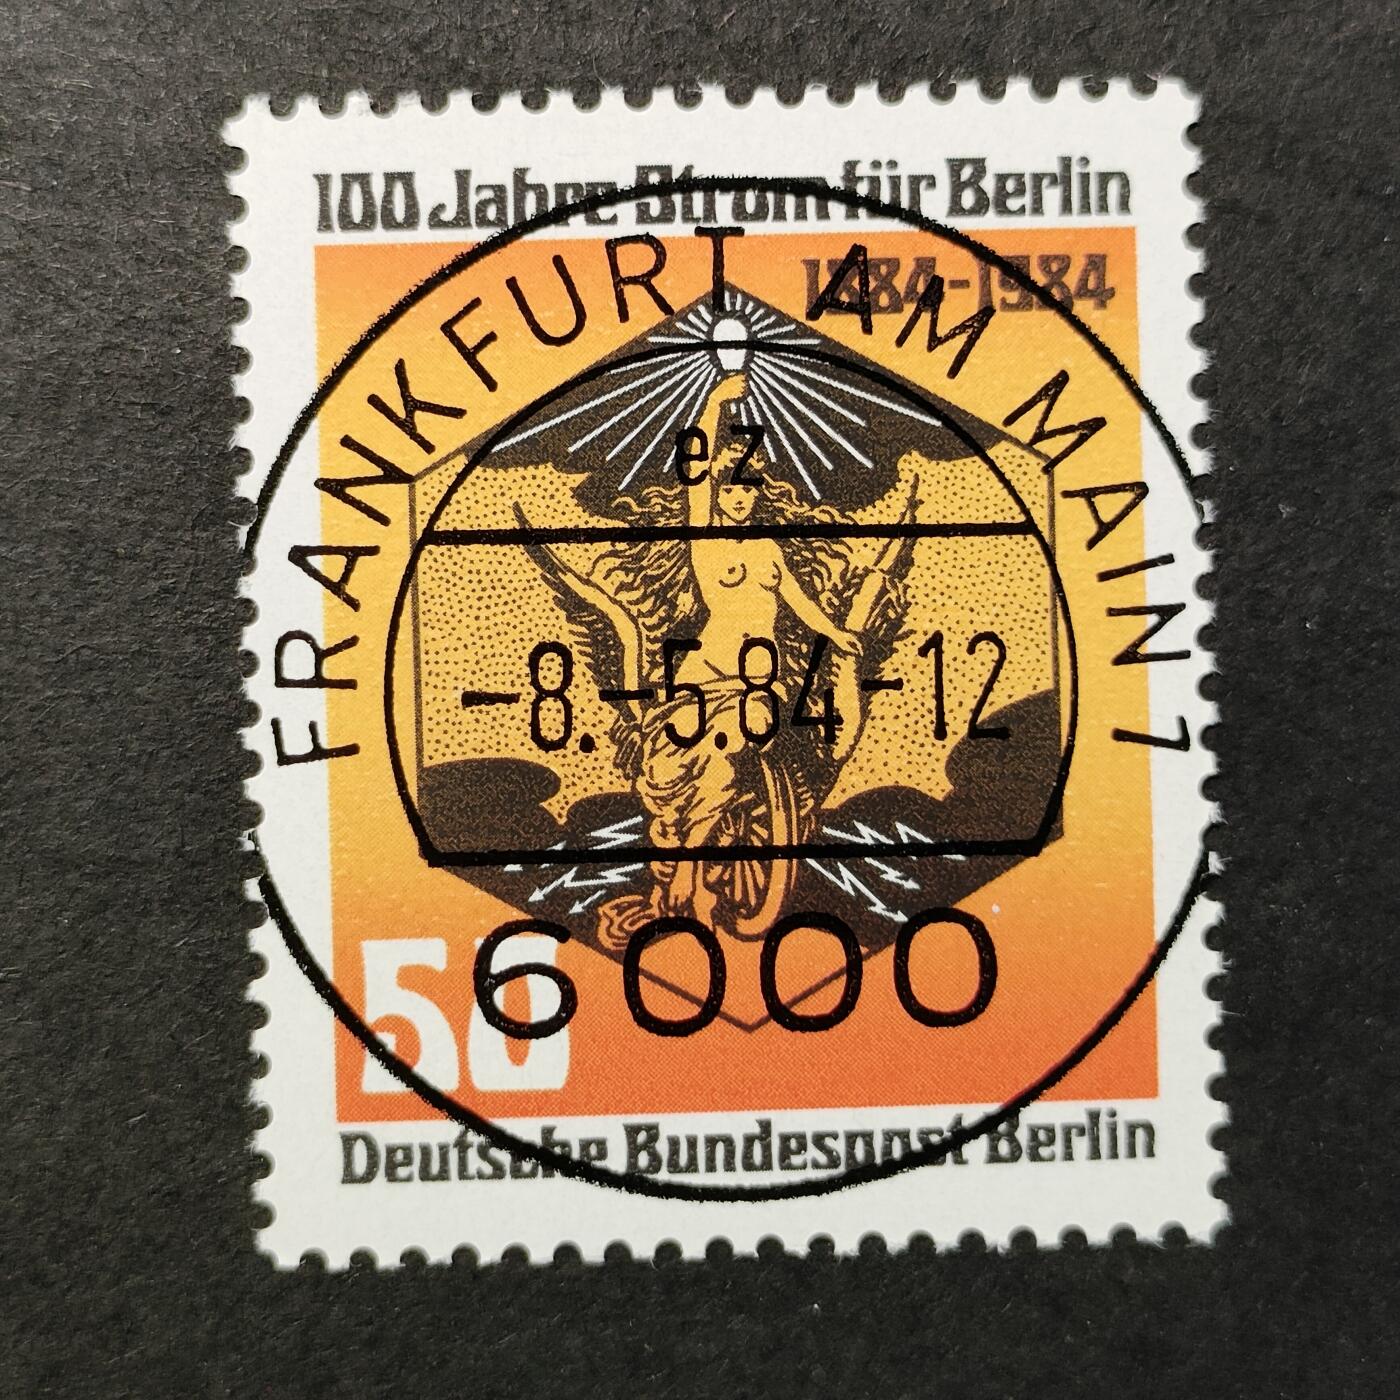 100 Jahre Strom für Berlin
1884-1984
FRANKFURT AM MAIN 1
ez
-8.-5.84-12
6000
50
Deutsche Bundespost Berlin